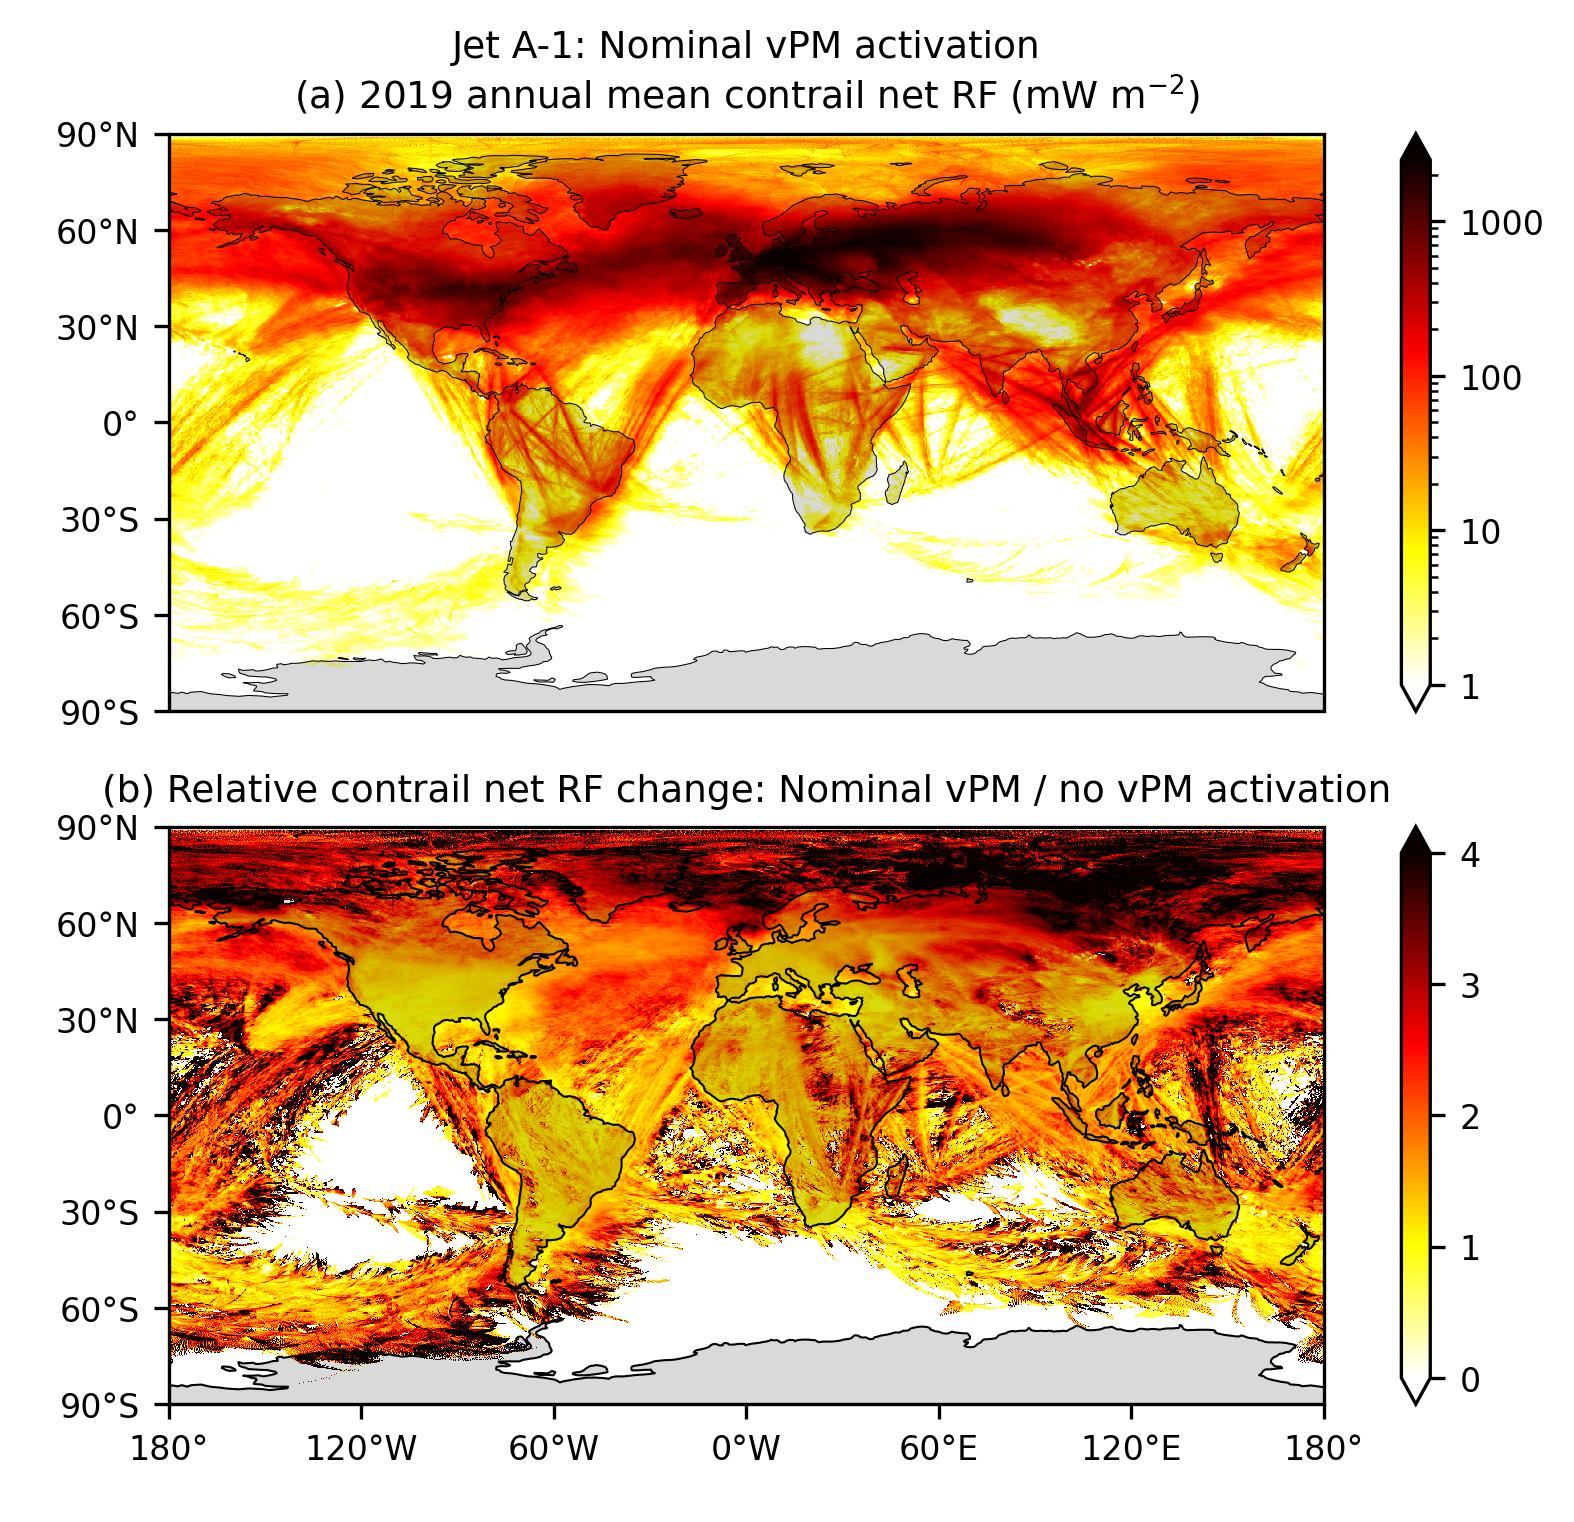 Jet A-1: Nominal vPM activation
(a) 2019 annual mean contrail net RF (mW m⁻²)
90°N
60°N
30°N
0°
30°S
60°S
90°S
1000
100
10
1
(b) Relative contrail net RF change: Nominal vPM / no vPM activation
90°N
60°N
30°N
0°
30°S
60°S
90°S
180° 120°W 60°W 0°W 60°E 120°E 180°
4
3
2
1
0